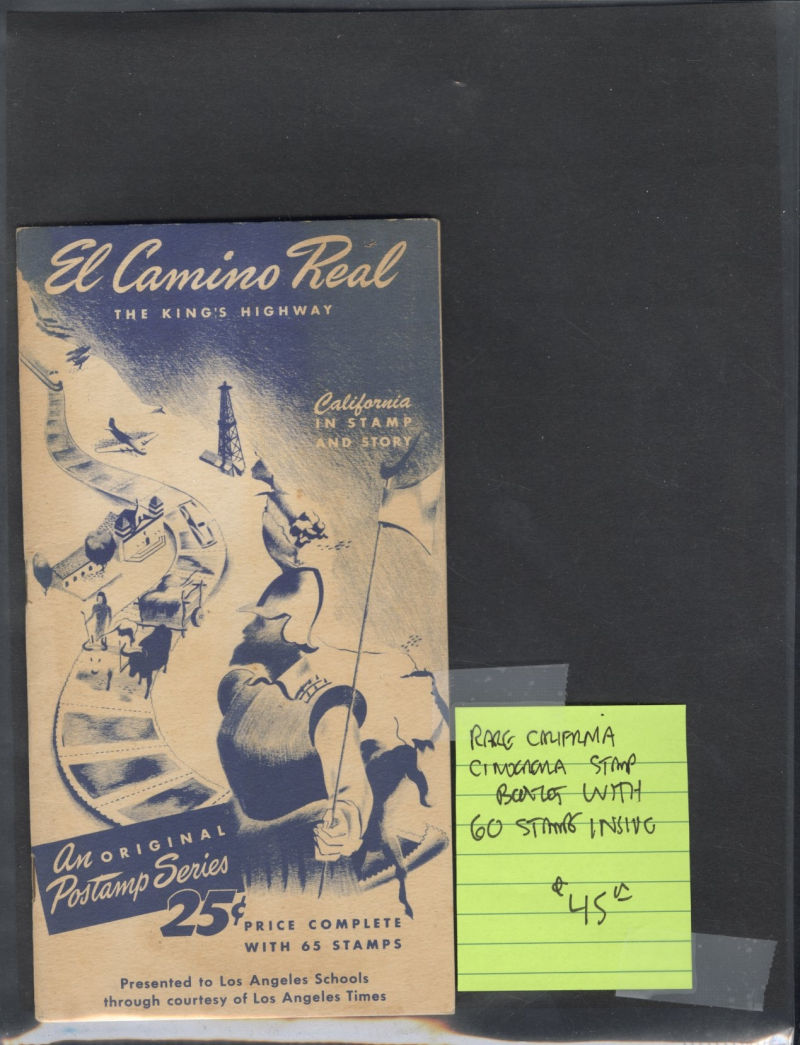 El Camino Real
THE KING'S HIGHWAY
California
IN STAMP
AND STORY
An ORIGINAL
Postamp Series
25¢
PRICE COMPLETE
WITH 65 STAMPS
Presented to Los Angeles Schools
through courtesy of Los Angeles Times
RARE CALIFORNIA
CINDERELLA STAMP
BOOKLET WITH
60 STAMPS INSIDE
$45